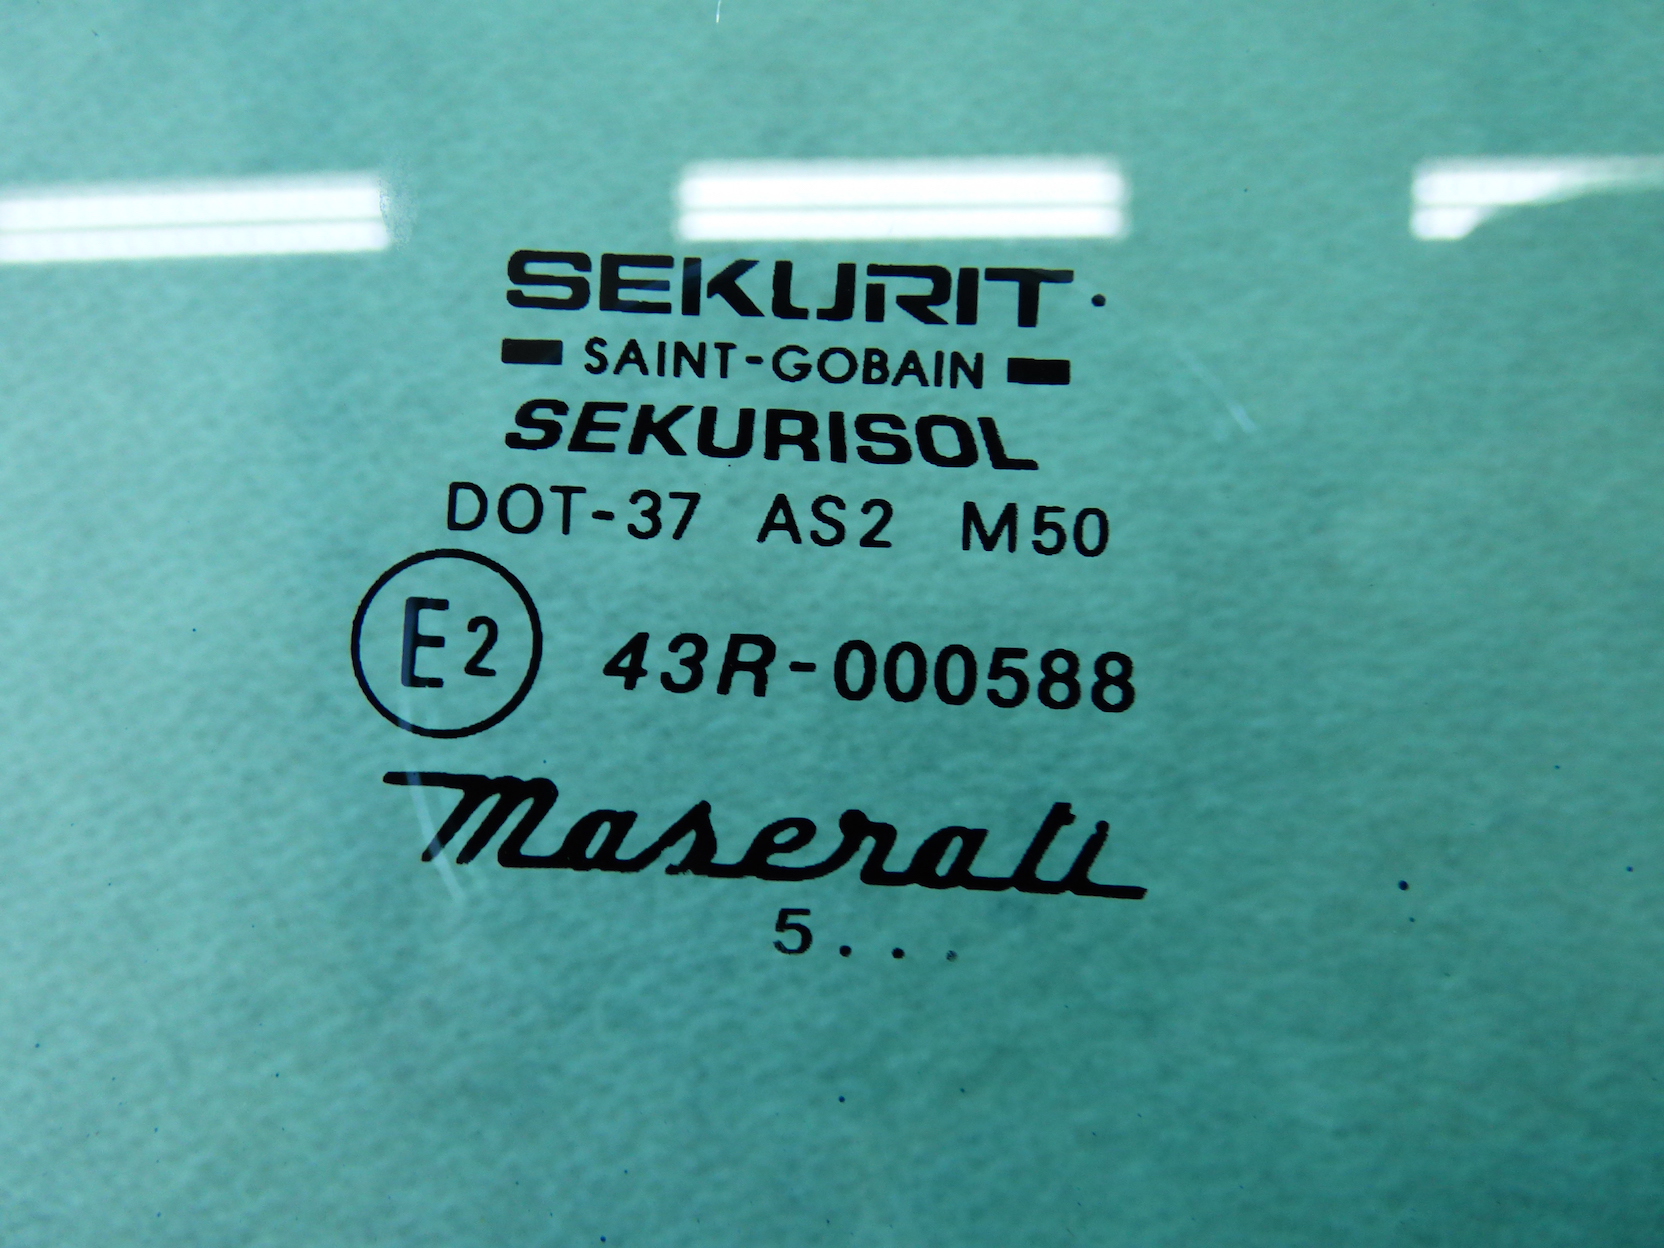 SEKURIT.
SAINT-GOBAIN
SEKURISOL
DOT-37 AS2 M50
E2 43R-000588
Maserati
5...